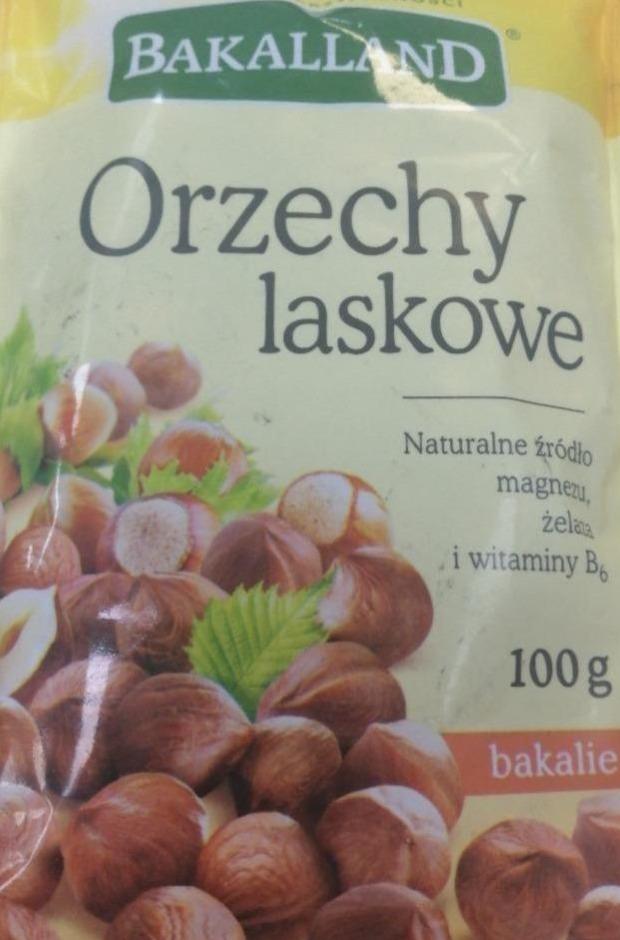 BAKALLAND
®
Orzechy
laskowe
Naturalne źródło
magnezu,
żelaza
i witaminy B₆
100 g
bakalie